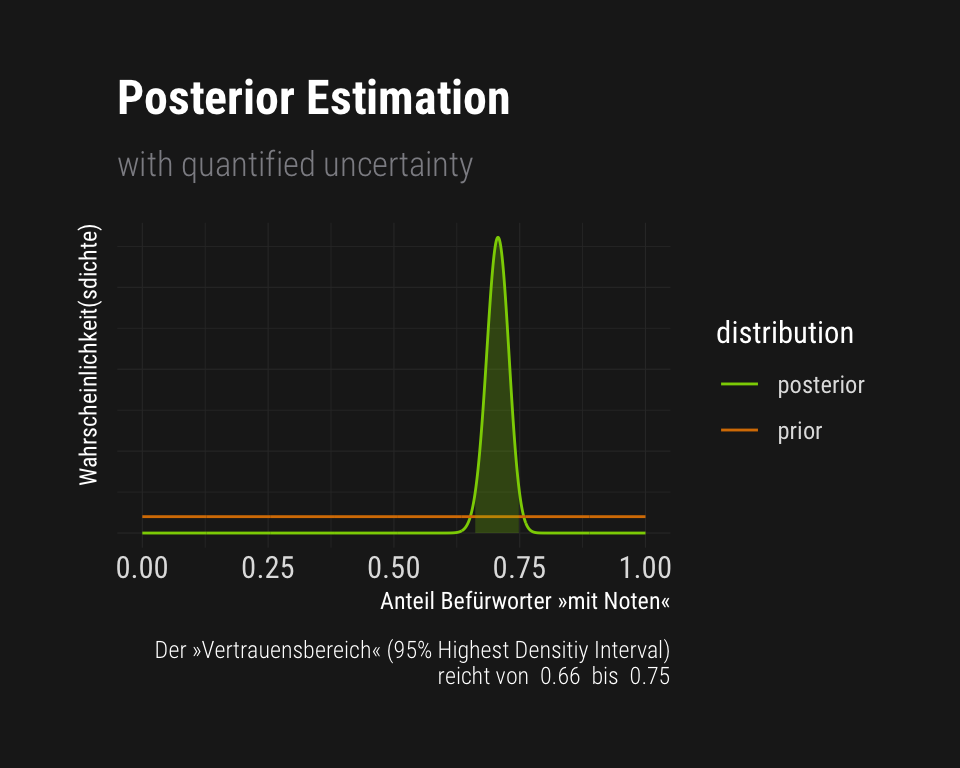 Posterior Estimation
with quantified uncertainty
Wahrscheinlichkeit(sdichte)
distribution
posterior
prior
0.00 0.25 0.50 0.75 1.00
Anteil Befürworter »mit Noten«
Der »Vertrauensbereich« (95% Highest Densitiy Interval)
reicht von 0.66 bis 0.75